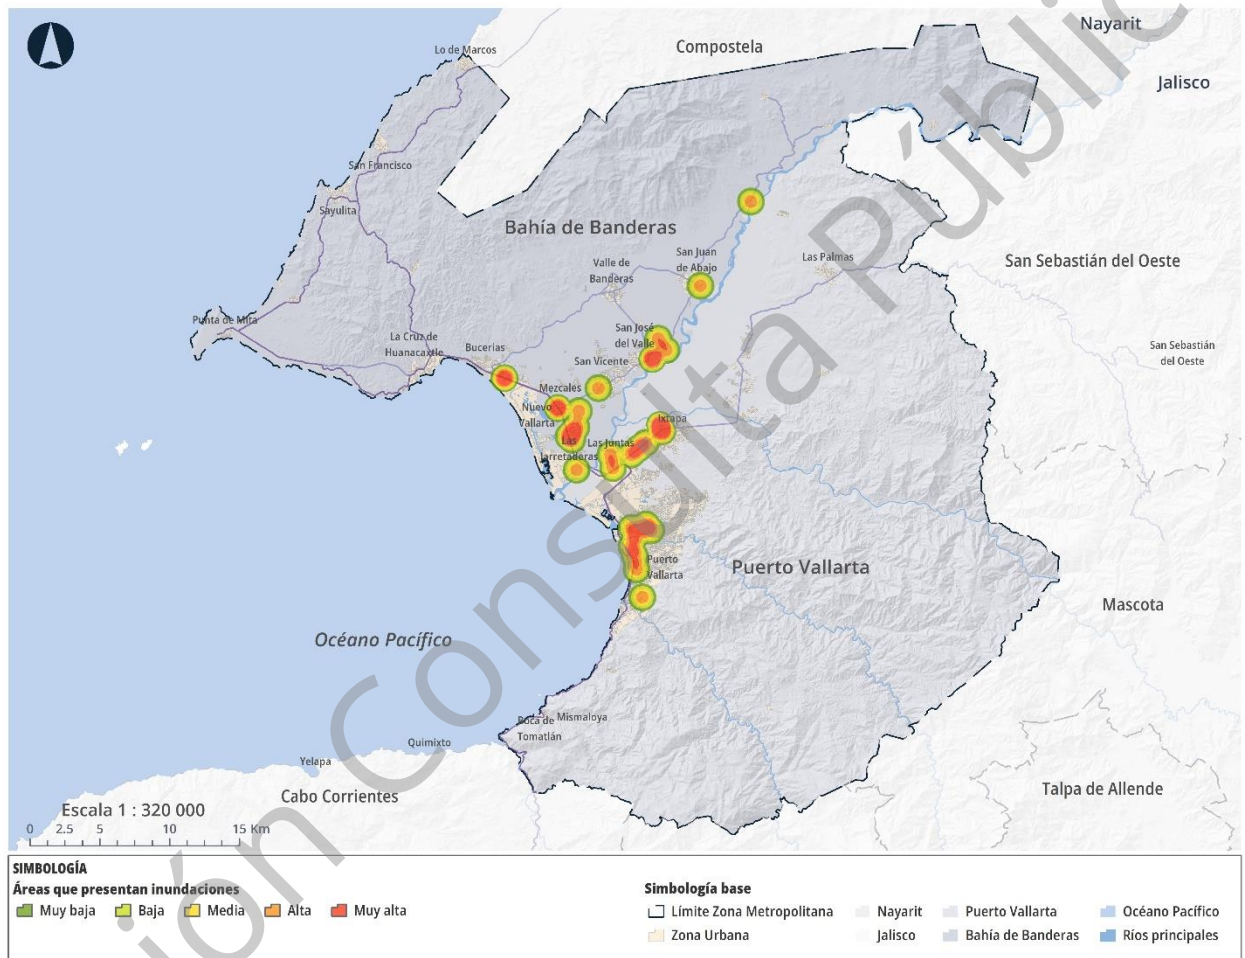 Nayarit
Lo de Marcos
Compostela
Jalisco
San Francisco
Sayulita
Bahía de Banderas
San Juan
de Abajo
Las Palmas
San Sebastián del Oeste
Valle de
Banderas
Punta de Mita
La Cruz de
Huanacaxtle
Bucerias
San José
del Valle
San Vicente
San Sebastián
del Oeste
Mezcales
Nuevo
Vallarta
Ixtapa
Las
Jarretaderas
Las Juntas
Puerto
Vallarta
Puerto Vallarta
Mascota
Océano Pacífico
Boca de
Tomatlán
Mismaloya
Quimixto
Yelapa
Cabo Corrientes
Talpa de Allende
Escala 1 : 320 000
0 2.5 5 10 15 Km
ión Consulta Públic
SIMBOLOGÍA
Áreas que presentan inundaciones
Muy baja Baja Media Alta Muy alta
Simbología base
Límite Zona Metropolitana Nayarit Puerto Vallarta Océano Pacífico
Zona Urbana Jalisco Bahía de Banderas Ríos principales